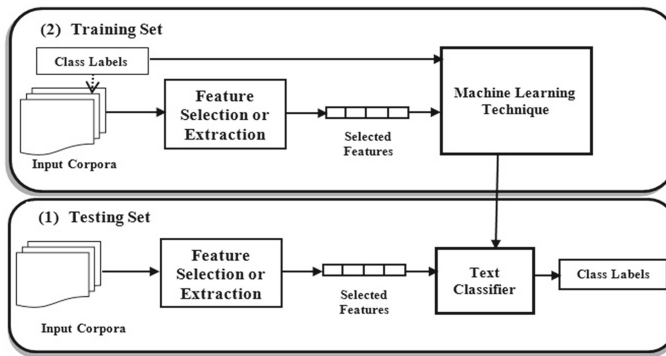 (2) Training Set
Class Labels
Input Corpora
Feature
Selection or
Extraction
Selected
Features
Machine Learning
Technique
(1) Testing Set
Input Corpora
Feature
Selection or
Extraction
Selected
Features
Text
Classifier
Class Labels